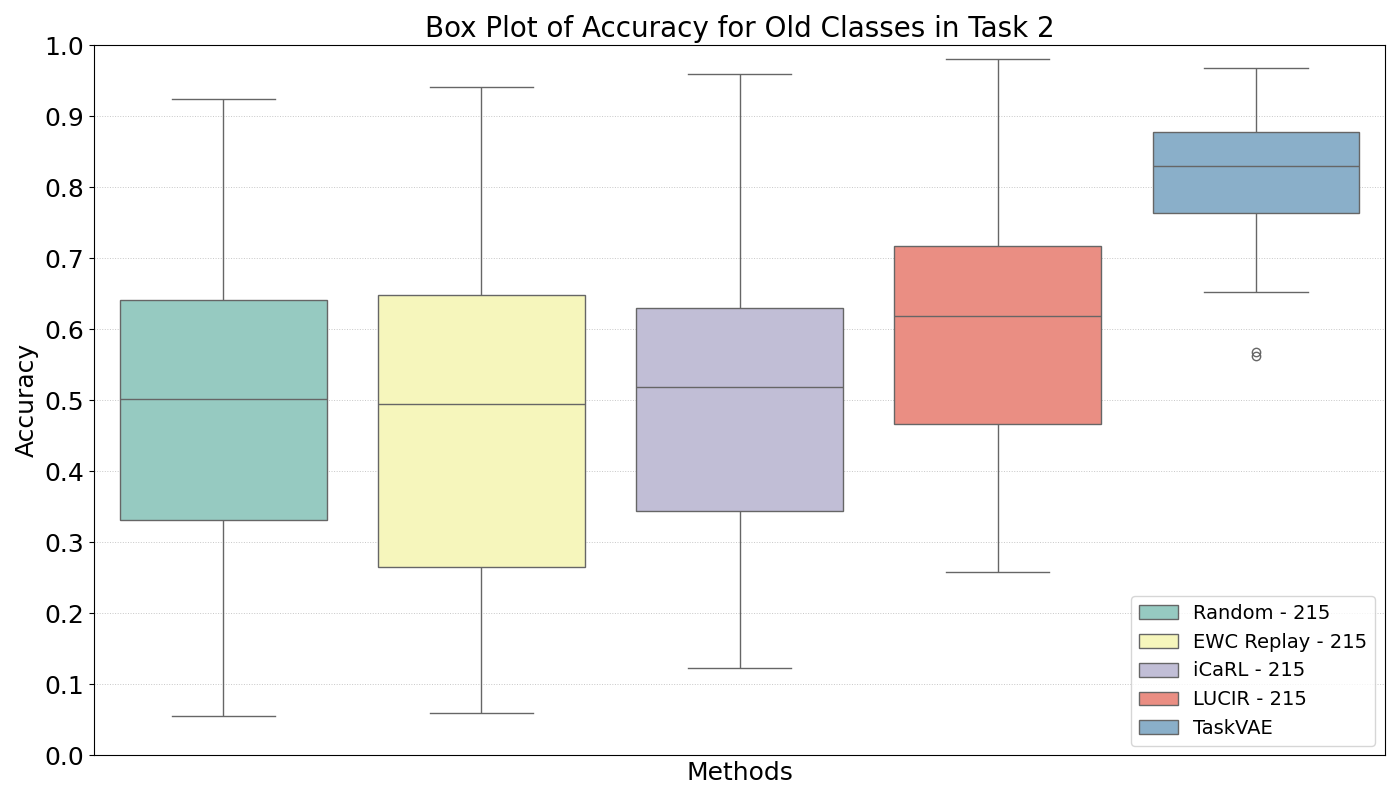 Box Plot of Accuracy for Old Classes in Task 2
1.0
0.9
0.8
0.7
0.6
0.5
0.4
0.3
0.2
0.1
0.0
Accuracy
Methods
Random - 215
EWC Replay - 215
iCaRL - 215
LUCIR - 215
TaskVAE